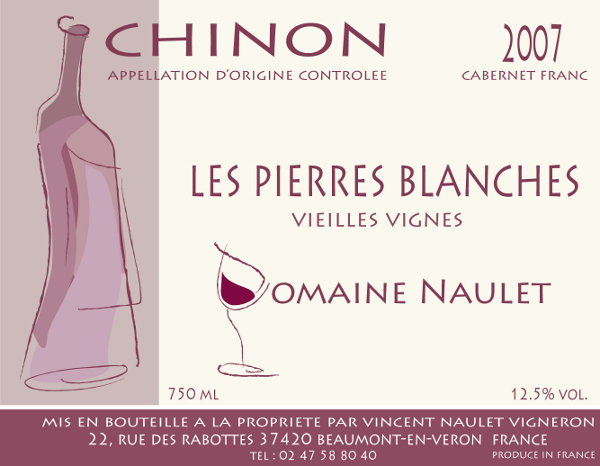 CHINON
2007
APPELLATION D'ORIGINE CONTROLEE
CABERNET FRANC
LES PIERRES BLANCHES
VIEILLES VIGNES
DOMAINE NAULET
750 ML
12.5% VOL.
MIS EN BOUTEILLE A LA PROPRIETE PAR VINCENT NAULET VIGNERON
22, RUE DES RABOTTES 37420 BEAUMONT-EN-VERON FRANCE
TEL : 02 47 58 80 40
PRODUCE IN FRANCE